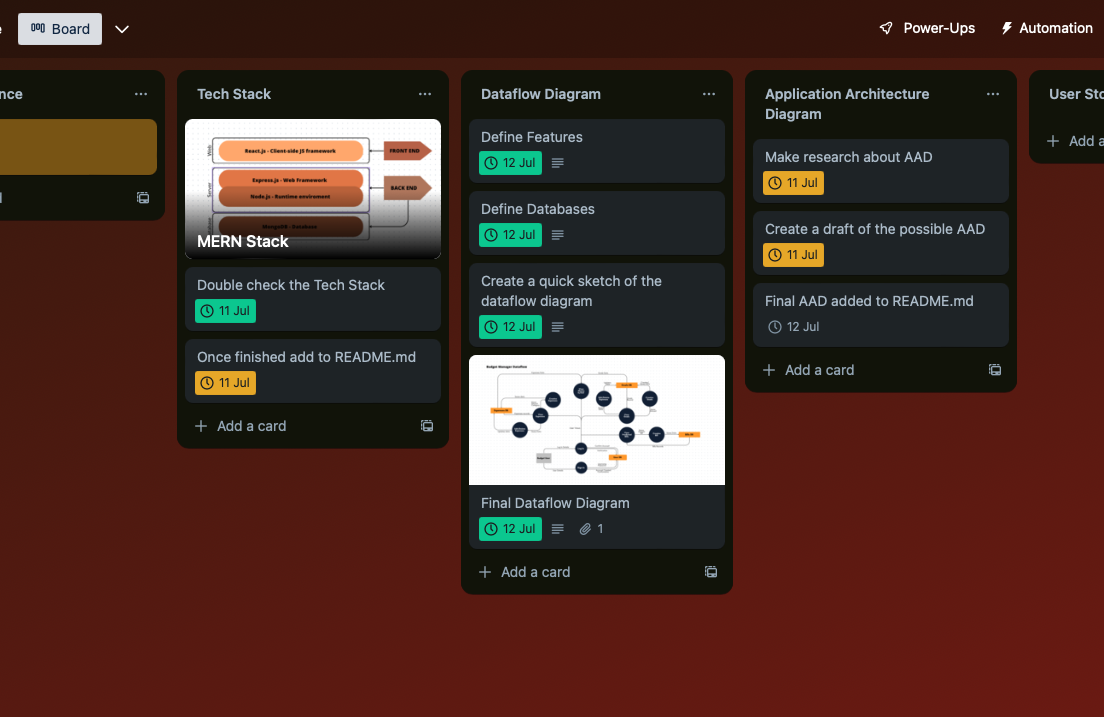 Board
Power-Ups
Automation
nce
Tech Stack
Web
React.js - Client-side JS framework
FRONT END
Server
Express.js - Web Framework
Node.js - Runtime enviroment
BACK END
MongoDB - Database
MERN Stack
Double check the Tech Stack
11 Jul
Once finished add to README.md
11 Jul
Add a card
Dataflow Diagram
Define Features
12 Jul
Define Databases
12 Jul
Create a quick sketch of the
dataflow diagram
12 Jul
Budget Manager Dataflow
Final Dataflow Diagram
12 Jul
1
Add a card
Application Architecture
Diagram
Make research about AAD
11 Jul
Create a draft of the possible AAD
11 Jul
Final AAD added to README.md
12 Jul
Add a card
User Sto
Add a